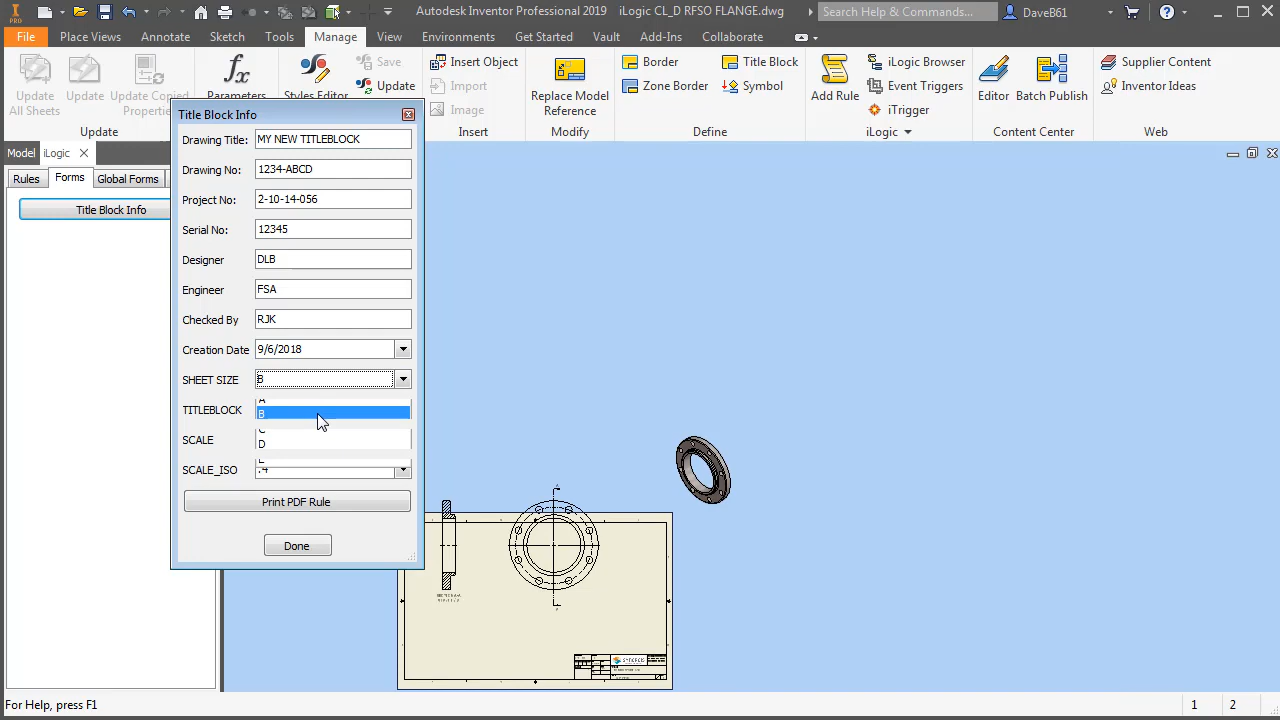 PRO
Autodesk Inventor Professional 2019
iLogic CL_D RFSO FLANGE.dwg
Search Help & Commands...
DaveB61
File
Place Views
Annotate
Sketch
Tools
Manage
View
Environments
Get Started
Vault
Add-Ins
Collaborate
Update All Sheets
Update
Update Copied
Styles Editor
Save
Update
Insert Object
Import
Image
Replace Model Reference
Border
Zone Border
Title Block
Symbol
Add Rule
iLogic Browser
Event Triggers
iTrigger
Editor
Batch Publish
Supplier Content
Inventor Ideas
Update
Insert
Modify
Define
iLogic
Content Center
Web
Model
iLogic
Rules
Forms
Global Forms
Title Block Info
Title Block Info
Drawing Title: MY NEW TITLEBLOCK
Drawing No: 1234-ABCD
Project No: 2-10-14-056
Serial No: 12345
Designer DLB
Engineer FSA
Checked By RJK
Creation Date 9/6/2018
SHEET SIZE B
TITLEBLOCK B
SCALE D
SCALE_ISO
Print PDF Rule
Done
SYNERGIS
For Help, press F1
1
2